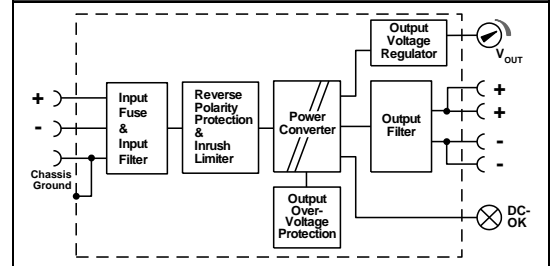 Output
Voltage
Regulator
VOUT
+
-
Chassis
Ground
Input
Fuse
&
Input
Filter
Reverse
Polarity
Protection
&
Inrush
Limiter
Power
Converter
Output
Filter
+
+
-
-
Output
Over-
Voltage
Protection
DC-
OK